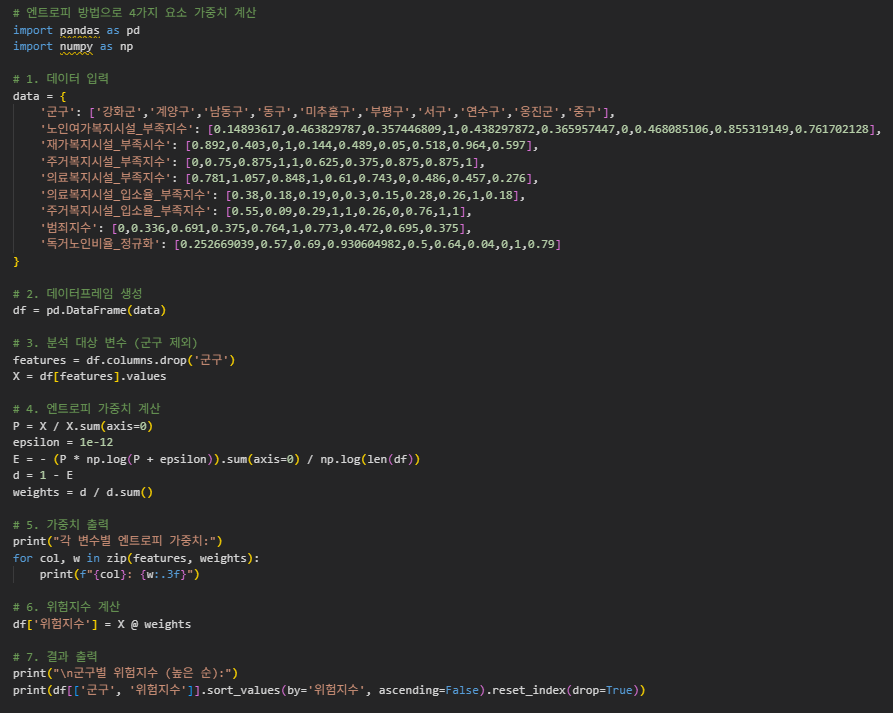 # 엔트로피 방법으로 4가지 요소 가중치 계산
import pandas as pd
import numpy as np
# 1. 데이터 입력
data = {
'군구': ['강화군','계양구','남동구','동구','미추홀구','부평구','서구','연수구','옹진군','중구'],
'노인여가복지시설_부족지수': [0.14893617,0.463829787,0.357446809,1,0.438297872,0.365957447,0,0.468085106,0.855319149,0.761702128],
'재가복지시설_부족시수': [0.892,0.403,0,1,0.144,0.489,0.05,0.518,0.964,0.597],
'주거복지시설_부족지수': [0,0.75,0.875,1,1,0.625,0.375,0.875,0.875,1],
'의료복지시설_부족지수': [0.781,1.057,0.848,1,0.61,0.743,0,0.486,0.457,0.276],
'의료복지시설_입소율_부족지수': [0.38,0.18,0.19,0,0.3,0.15,0.28,0.26,1,0.18],
'주거복지시설_입소율_부족지수': [0.55,0.09,0.29,1,1,0.26,0,0.76,1,1],
'범죄지수': [0,0.336,0.691,0.375,0.764,1,0.773,0.472,0.695,0.375],
'독거노인비율_정규화': [0.252669039,0.57,0.69,0.930604982,0.5,0.64,0.04,0,1,0.79]
}
# 2. 데이터프레임 생성
df = pd.DataFrame(data)
# 3. 분석 대상 변수 (군구 제외)
features = df.columns.drop('군구')
X = df[features].values
# 4. 엔트로피 가중치 계산
P = X / X.sum(axis=0)
epsilon = 1e-12
E = - (P * np.log(P + epsilon)).sum(axis=0) / np.log(len(df))
d = 1 - E
weights = d / d.sum()
# 5. 가중치 출력
print("각 변수별 엔트로피 가중치:")
for col, w in zip(features, weights):
print(f"{col}: {w:.3f}")
# 6. 위험지수 계산
df['위험지수'] = X @ weights
# 7. 결과 출력
print("\n군구별 위험지수 (높은 순):")
print(df[['군구', '위험지수']].sort_values(by='위험지수', ascending=False).reset_index(drop=True))